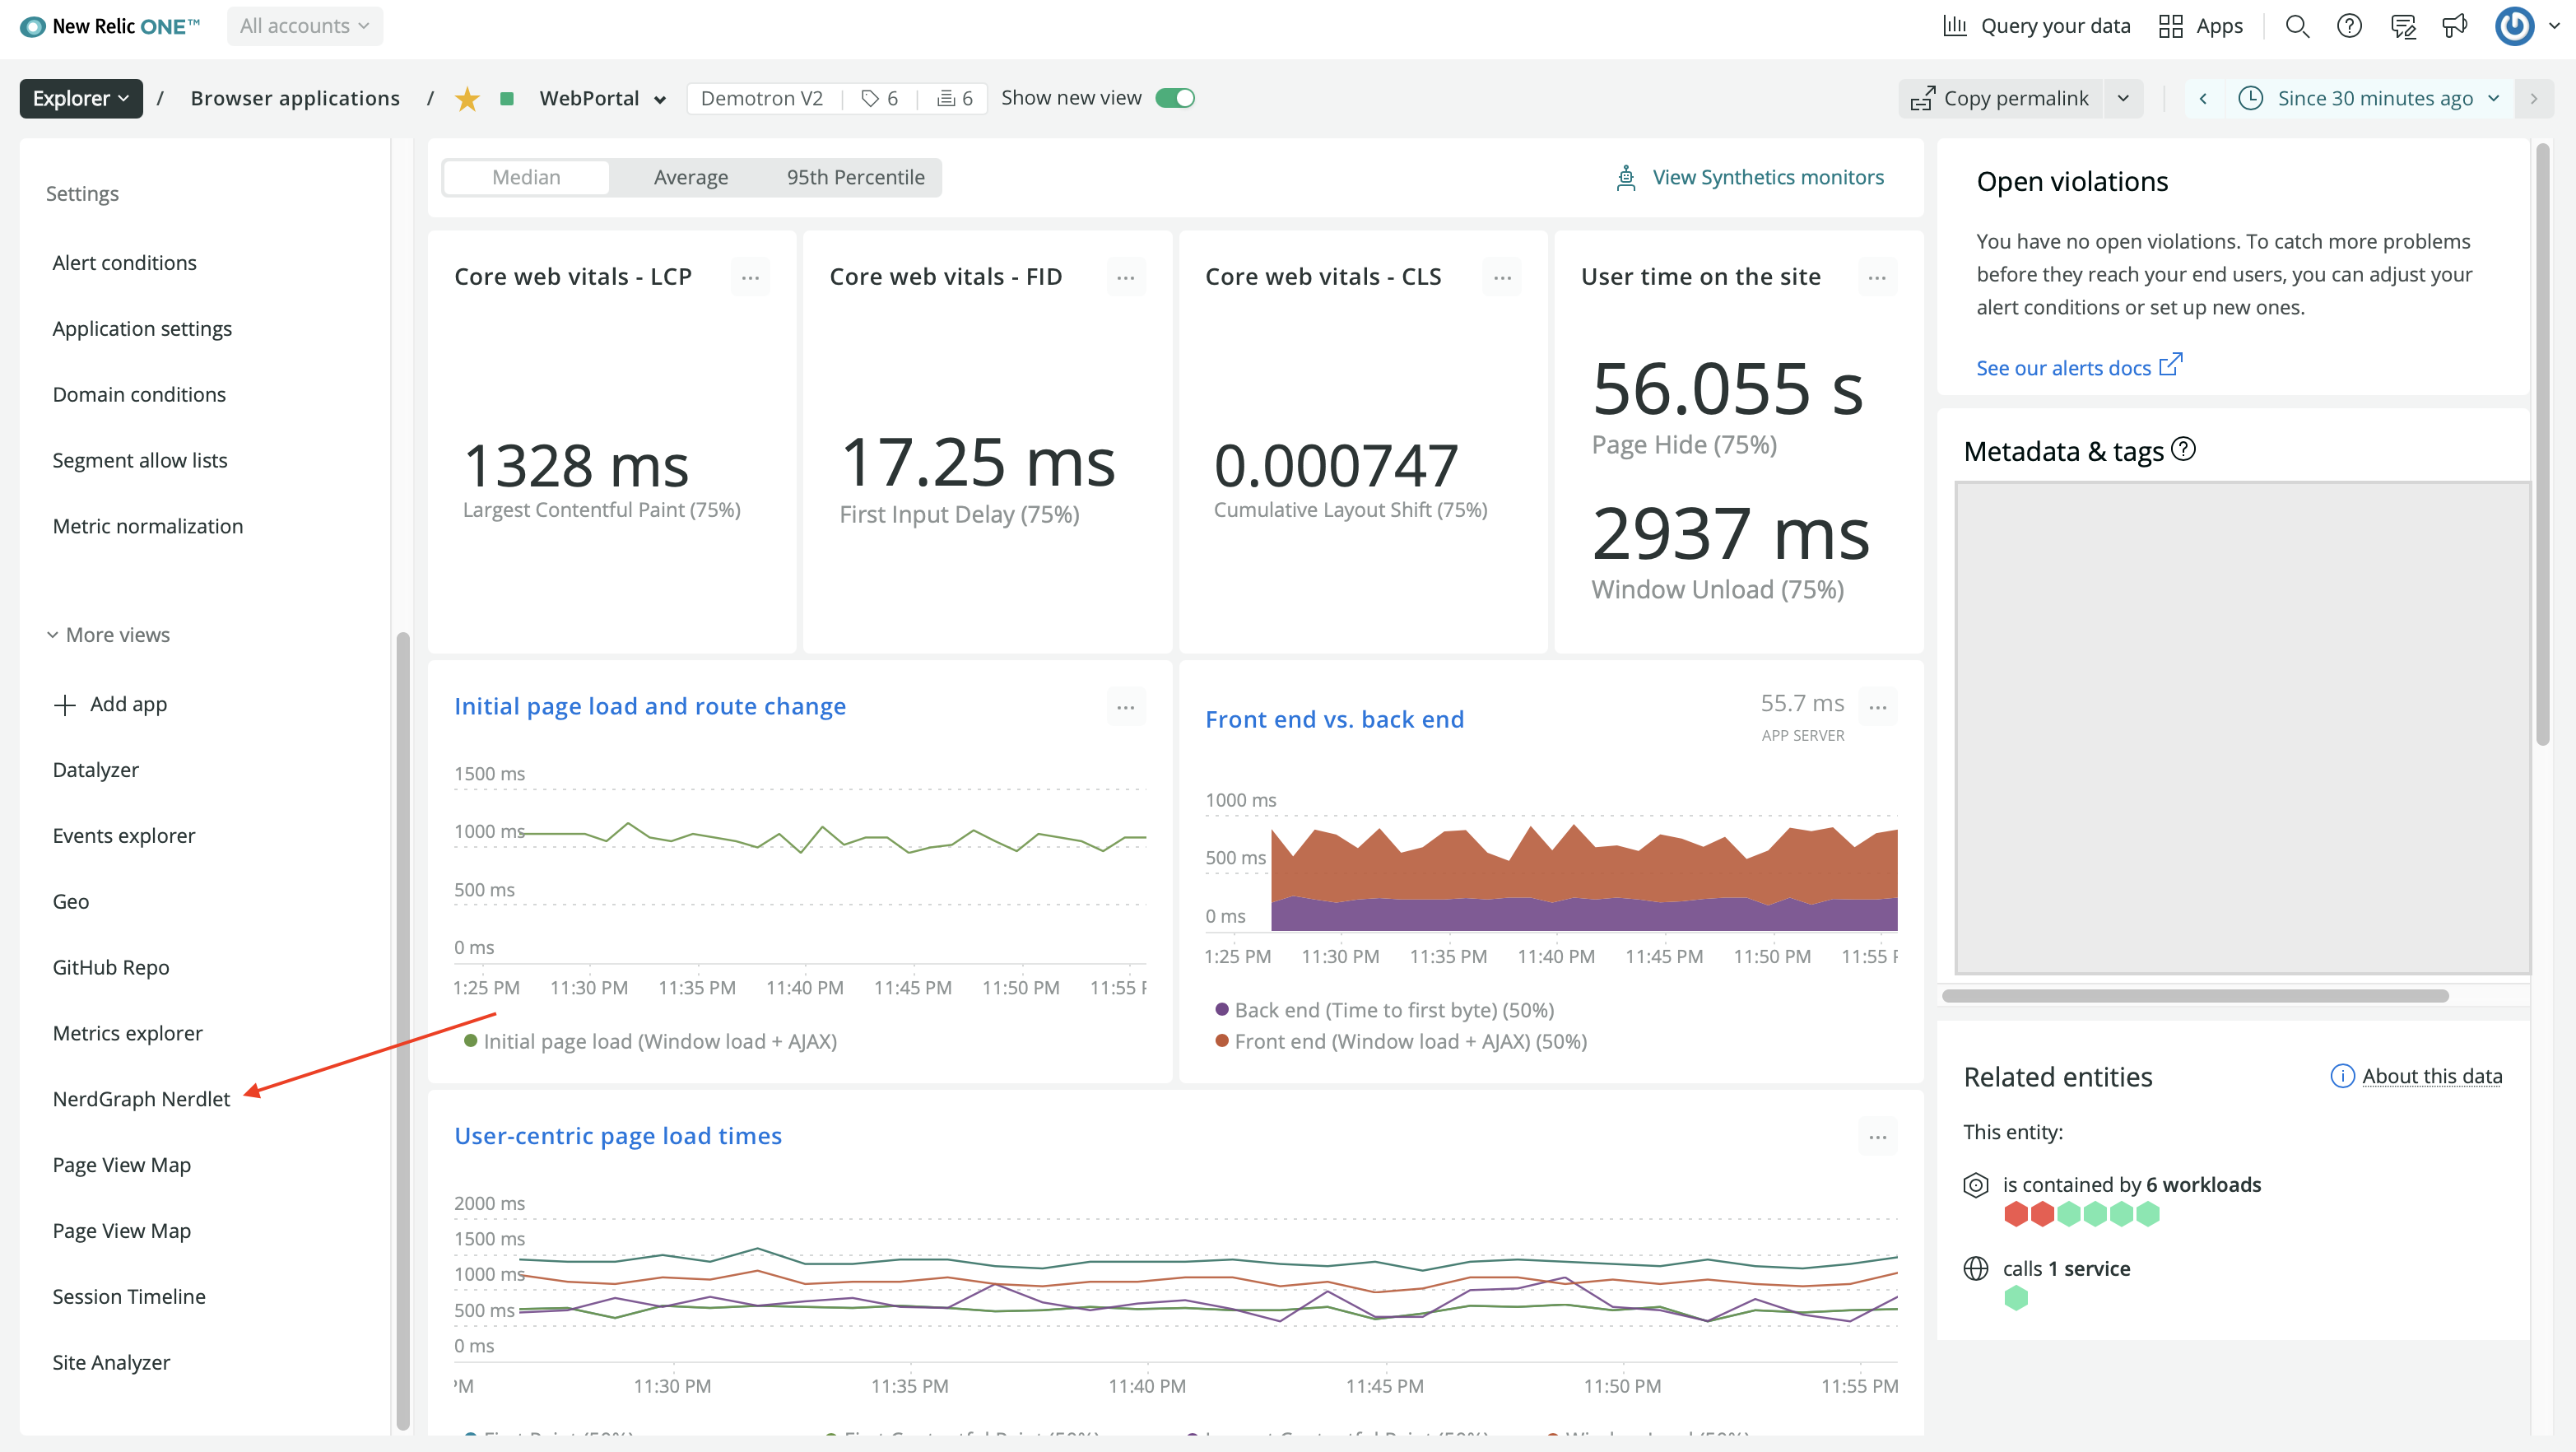 New Relic ONE™
All accounts
Query your data
Apps
Explorer
/
Browser applications
/
WebPortal
Demotron V2
6
6
Show new view
Copy permalink
Since 30 minutes ago
Settings
Alert conditions
Application settings
Domain conditions
Segment allow lists
Metric normalization
More views
Add app
Datalyzer
Events explorer
Geo
GitHub Repo
Metrics explorer
NerdGraph Nerdlet
Page View Map
Page View Map
Session Timeline
Site Analyzer
Median
Average
95th Percentile
View Synthetics monitors
Core web vitals - LCP
...
1328 ms
Largest Contentful Paint (75%)
Core web vitals - FID
...
17.25 ms
First Input Delay (75%)
Core web vitals - CLS
...
0.000747
Cumulative Layout Shift (75%)
User time on the site
...
56.055 s
Page Hide (75%)
2937 ms
Window Unload (75%)
Initial page load and route change
...
1500 ms
1000 ms
500 ms
0 ms
1:25 PM 11:30 PM 11:35 PM 11:40 PM 11:45 PM 11:50 PM 11:55 P
Initial page load (Window load + AJAX)
Front end vs. back end
55.7 ms
APP SERVER
...
1000 ms
500 ms
0 ms
1:25 PM 11:30 PM 11:35 PM 11:40 PM 11:45 PM 11:50 PM 11:55 P
Back end (Time to first byte) (50%)
Front end (Window load + AJAX) (50%)
User-centric page load times
...
2000 ms
1500 ms
1000 ms
500 ms
0 ms
PM 11:30 PM 11:35 PM 11:40 PM 11:45 PM 11:50 PM 11:55 PM
Open violations
You have no open violations. To catch more problems
before they reach your end users, you can adjust your
alert conditions or set up new ones.
See our alerts docs
Metadata & tags
Related entities
About this data
This entity:
is contained by 6 workloads
calls 1 service